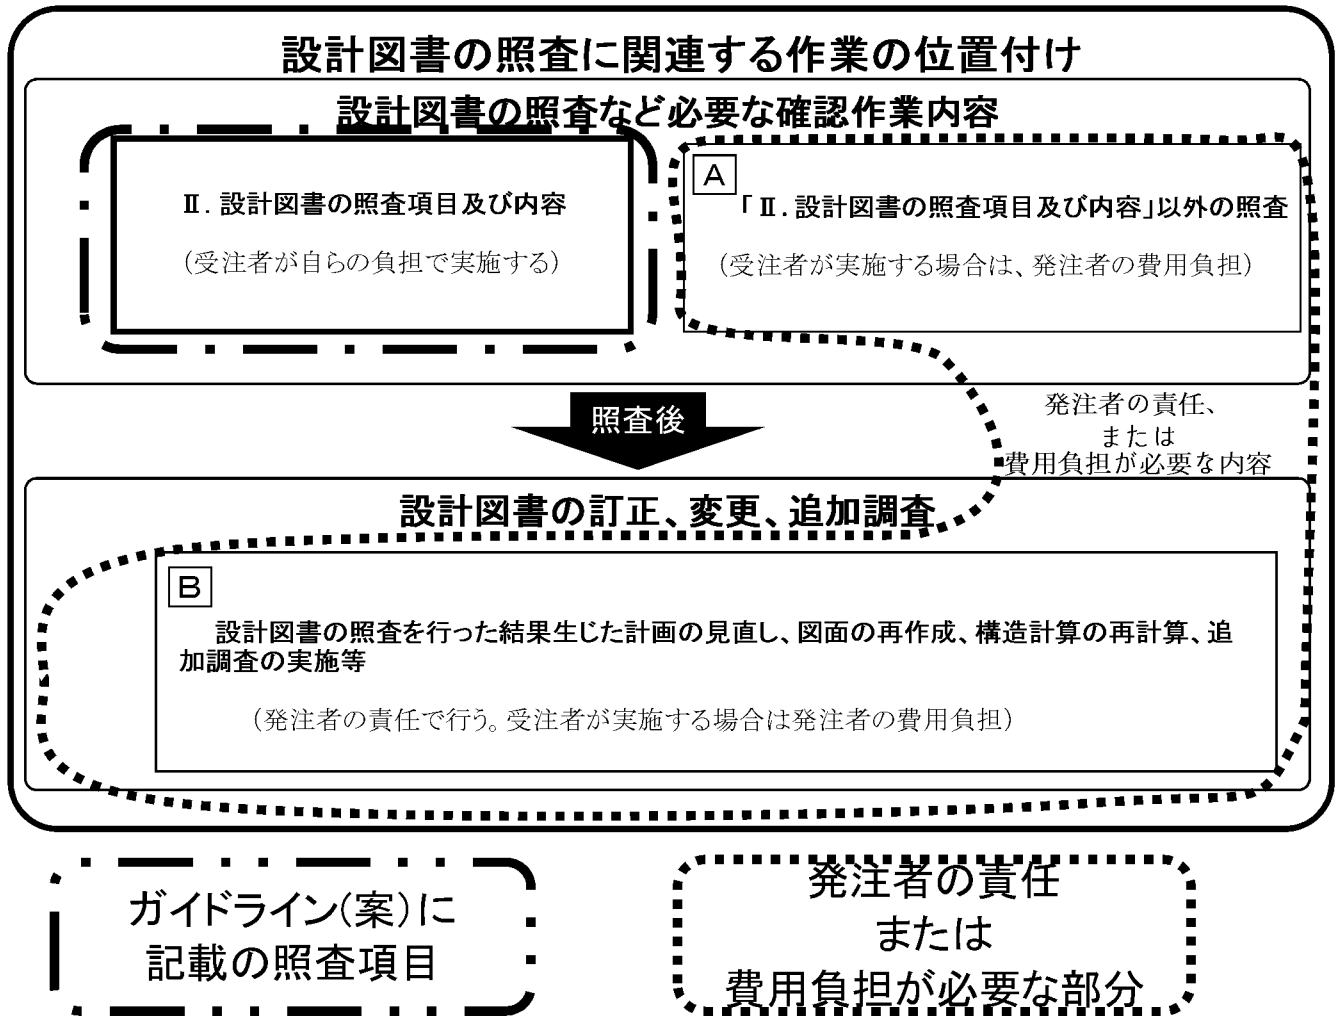 設計図書の照査に関連する作業の位置付け
設計図書の照査など必要な確認作業内容
Ⅱ. 設計図書の照査項目及び内容
(受注者が自らの負担で実施する)
A
「Ⅱ. 設計図書の照査項目及び内容」以外の照査
(受注者が実施する場合は、発注者の費用負担)
照査後
発注者の責任、
または
費用負担が必要な内容
設計図書の訂正、変更、追加調査
B
設計図書の照査を行った結果生じた計画の見直し、図面の再作成、構造計算の再計算、追
加調査の実施等
(発注者の責任で行う。受注者が実施する場合は発注者の費用負担)
ガイドライン(案)に
記載の照査項目
発注者の責任
または
費用負担が必要な部分